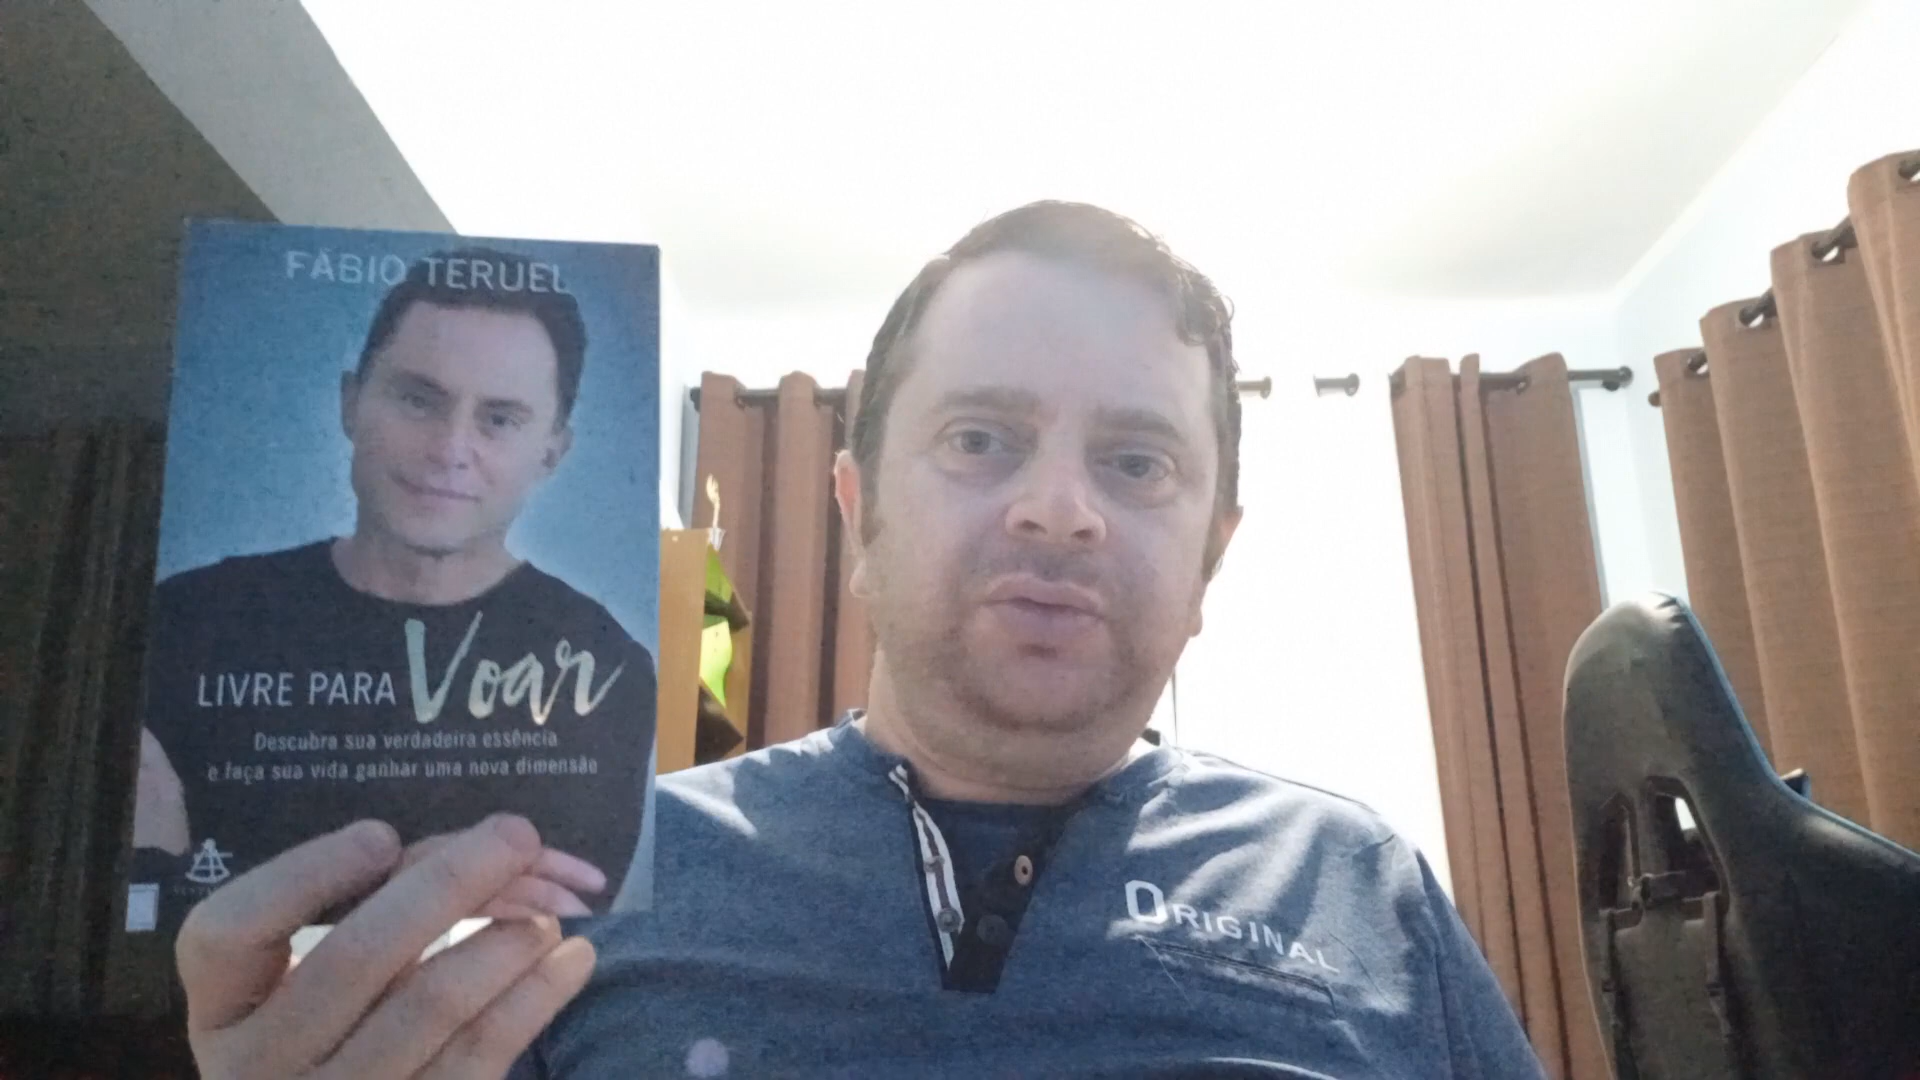 FÁBIO TERUEL
LIVRE PARA Voar
Descubra sua verdadeira essência
e faça sua vida ganhar uma nova dimensão
ORIGINAL